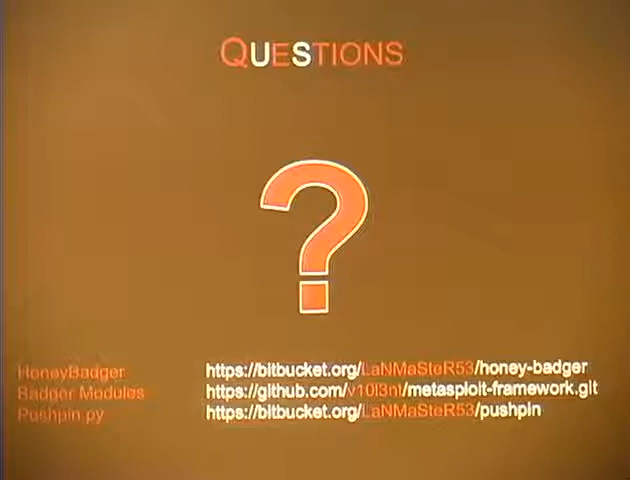 QUESTIONS
?
HoneyBadger https://bitbucket.org/LaNMaSteR53/honey-badger
Badger Modules https://github.com/v10l3nt/metasploit-framework.git
Pushpin.py https://bitbucket.org/LaNMaSteR53/pushpin